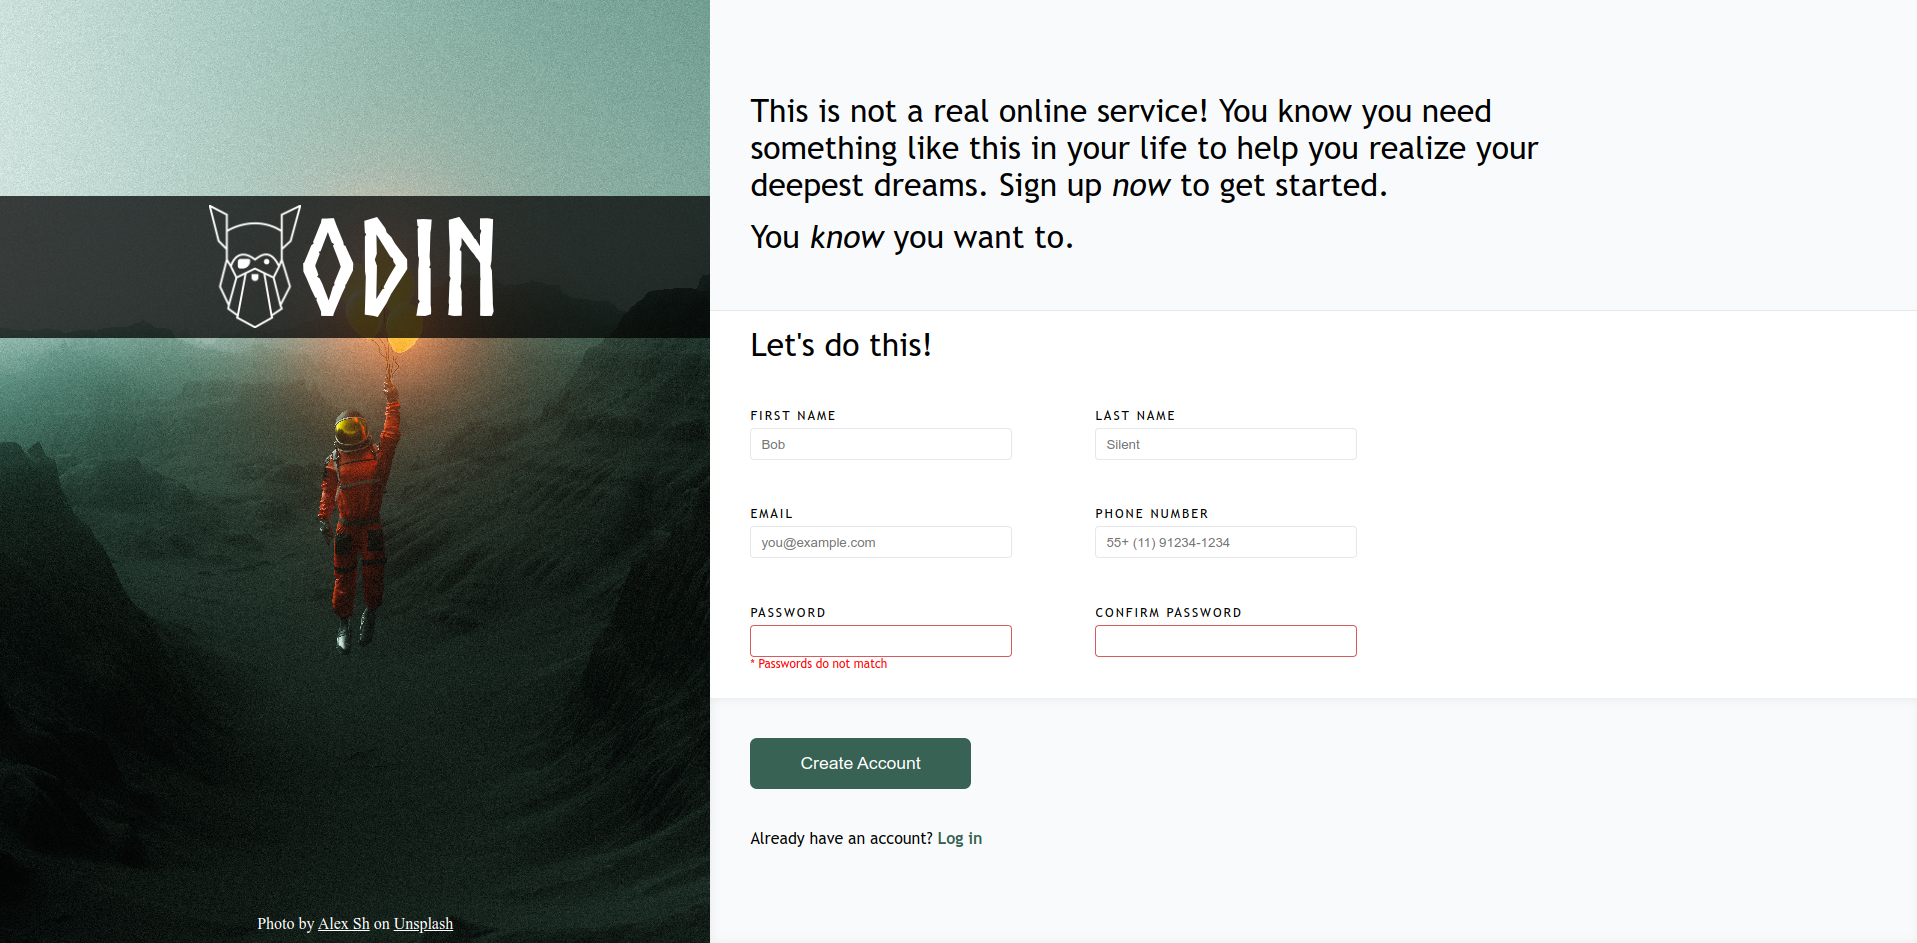 ODIN
Photo by Alex Sh on Unsplash
This is not a real online service! You know you need
something like this in your life to help you realize your
deepest dreams. Sign up now to get started.
You know you want to.
Let's do this!
FIRST NAME
Bob
LAST NAME
Silent
EMAIL
you@example.com
PHONE NUMBER
55+ (11) 91234-1234
PASSWORD
* Passwords do not match
CONFIRM PASSWORD
Create Account
Already have an account? Log in